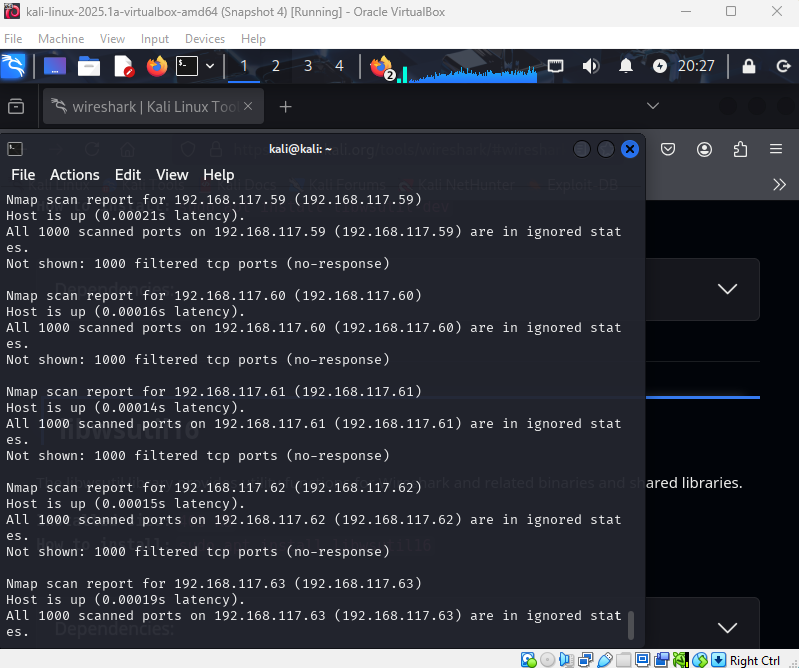 kali-linux-2025.1a-virtualbox-amd64 (Snapshot 4) [Running] - Oracle VirtualBox
File Machine View Input Devices Help
1 2 3 4 2 20:27
wireshark | Kali Linux Too
kali@kali: ~
File Actions Edit View Help
Kali Forums Kali NetHunter Exploit-DB
Nmap scan report for 192.168.117.59 (192.168.117.59)
Host is up (0.00021s latency).
All 1000 scanned ports on 192.168.117.59 (192.168.117.59) are in ignored stat
es.
Not shown: 1000 filtered tcp ports (no-response)
Dependencies:
Nmap scan report for 192.168.117.60 (192.168.117.60)
Host is up (0.00016s latency).
All 1000 scanned ports on 192.168.117.60 (192.168.117.60) are in ignored stat
es.
Not shown: 1000 filtered tcp ports (no-response)
Nmap scan report for 192.168.117.61 (192.168.117.61)
Host is up (0.00014s latency).
All 1000 scanned ports on 192.168.117.61 (192.168.117.61) are in ignored stat
es.
libwsutil16
Not shown: 1000 filtered tcp ports (no-response)
Nmap scan report for 192.168.117.62 (192.168.117.62)
shark and related binaries and shared libraries.
Host is up (0.00015s latency).
All 1000 scanned ports on 192.168.117.62 (192.168.117.62) are in ignored stat
es.
How to install:
Not shown: 1000 filtered tcp ports (no-response)
Nmap scan report for 192.168.117.63 (192.168.117.63)
Host is up (0.00019s latency).
All 1000 scanned ports on 192.168.117.63 (192.168.117.63) are in ignored stat
es.
Dependencies:
Right Ctrl